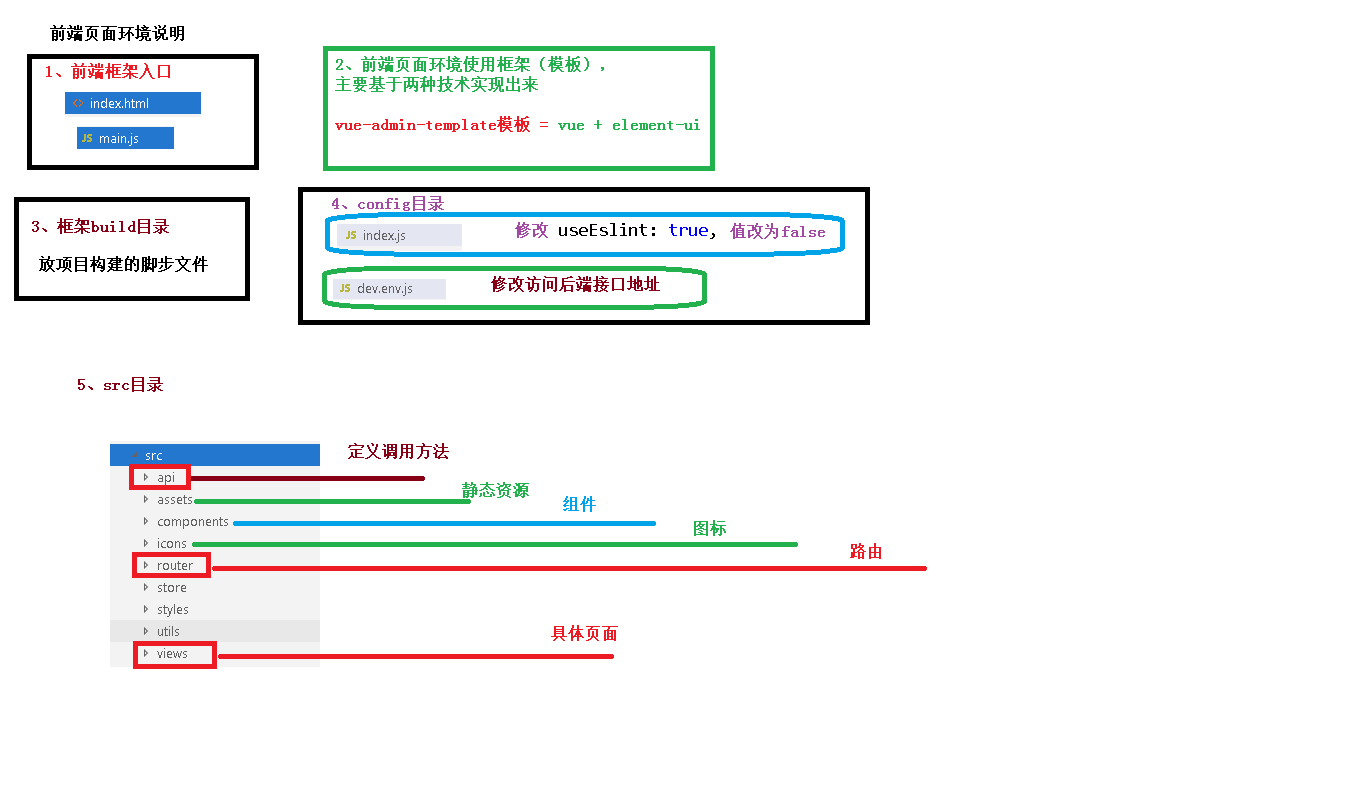 前端页面环境说明
1、前端框架入口
<> index.html
JS main.js
2、前端页面环境使用框架（模板），
主要基于两种技术实现出来
vue-admin-template模板 = vue + element-ui
3、框架build目录
放项目构建的脚步文件
4、config目录
JS index.js 修改 useEslint: true, 值改为false
JS dev.env.js 修改访问后端接口地址
5、src目录
src
定义调用方法
api
静态资源
assets
组件
components
图标
icons
路由
router
store
styles
utils
具体页面
views